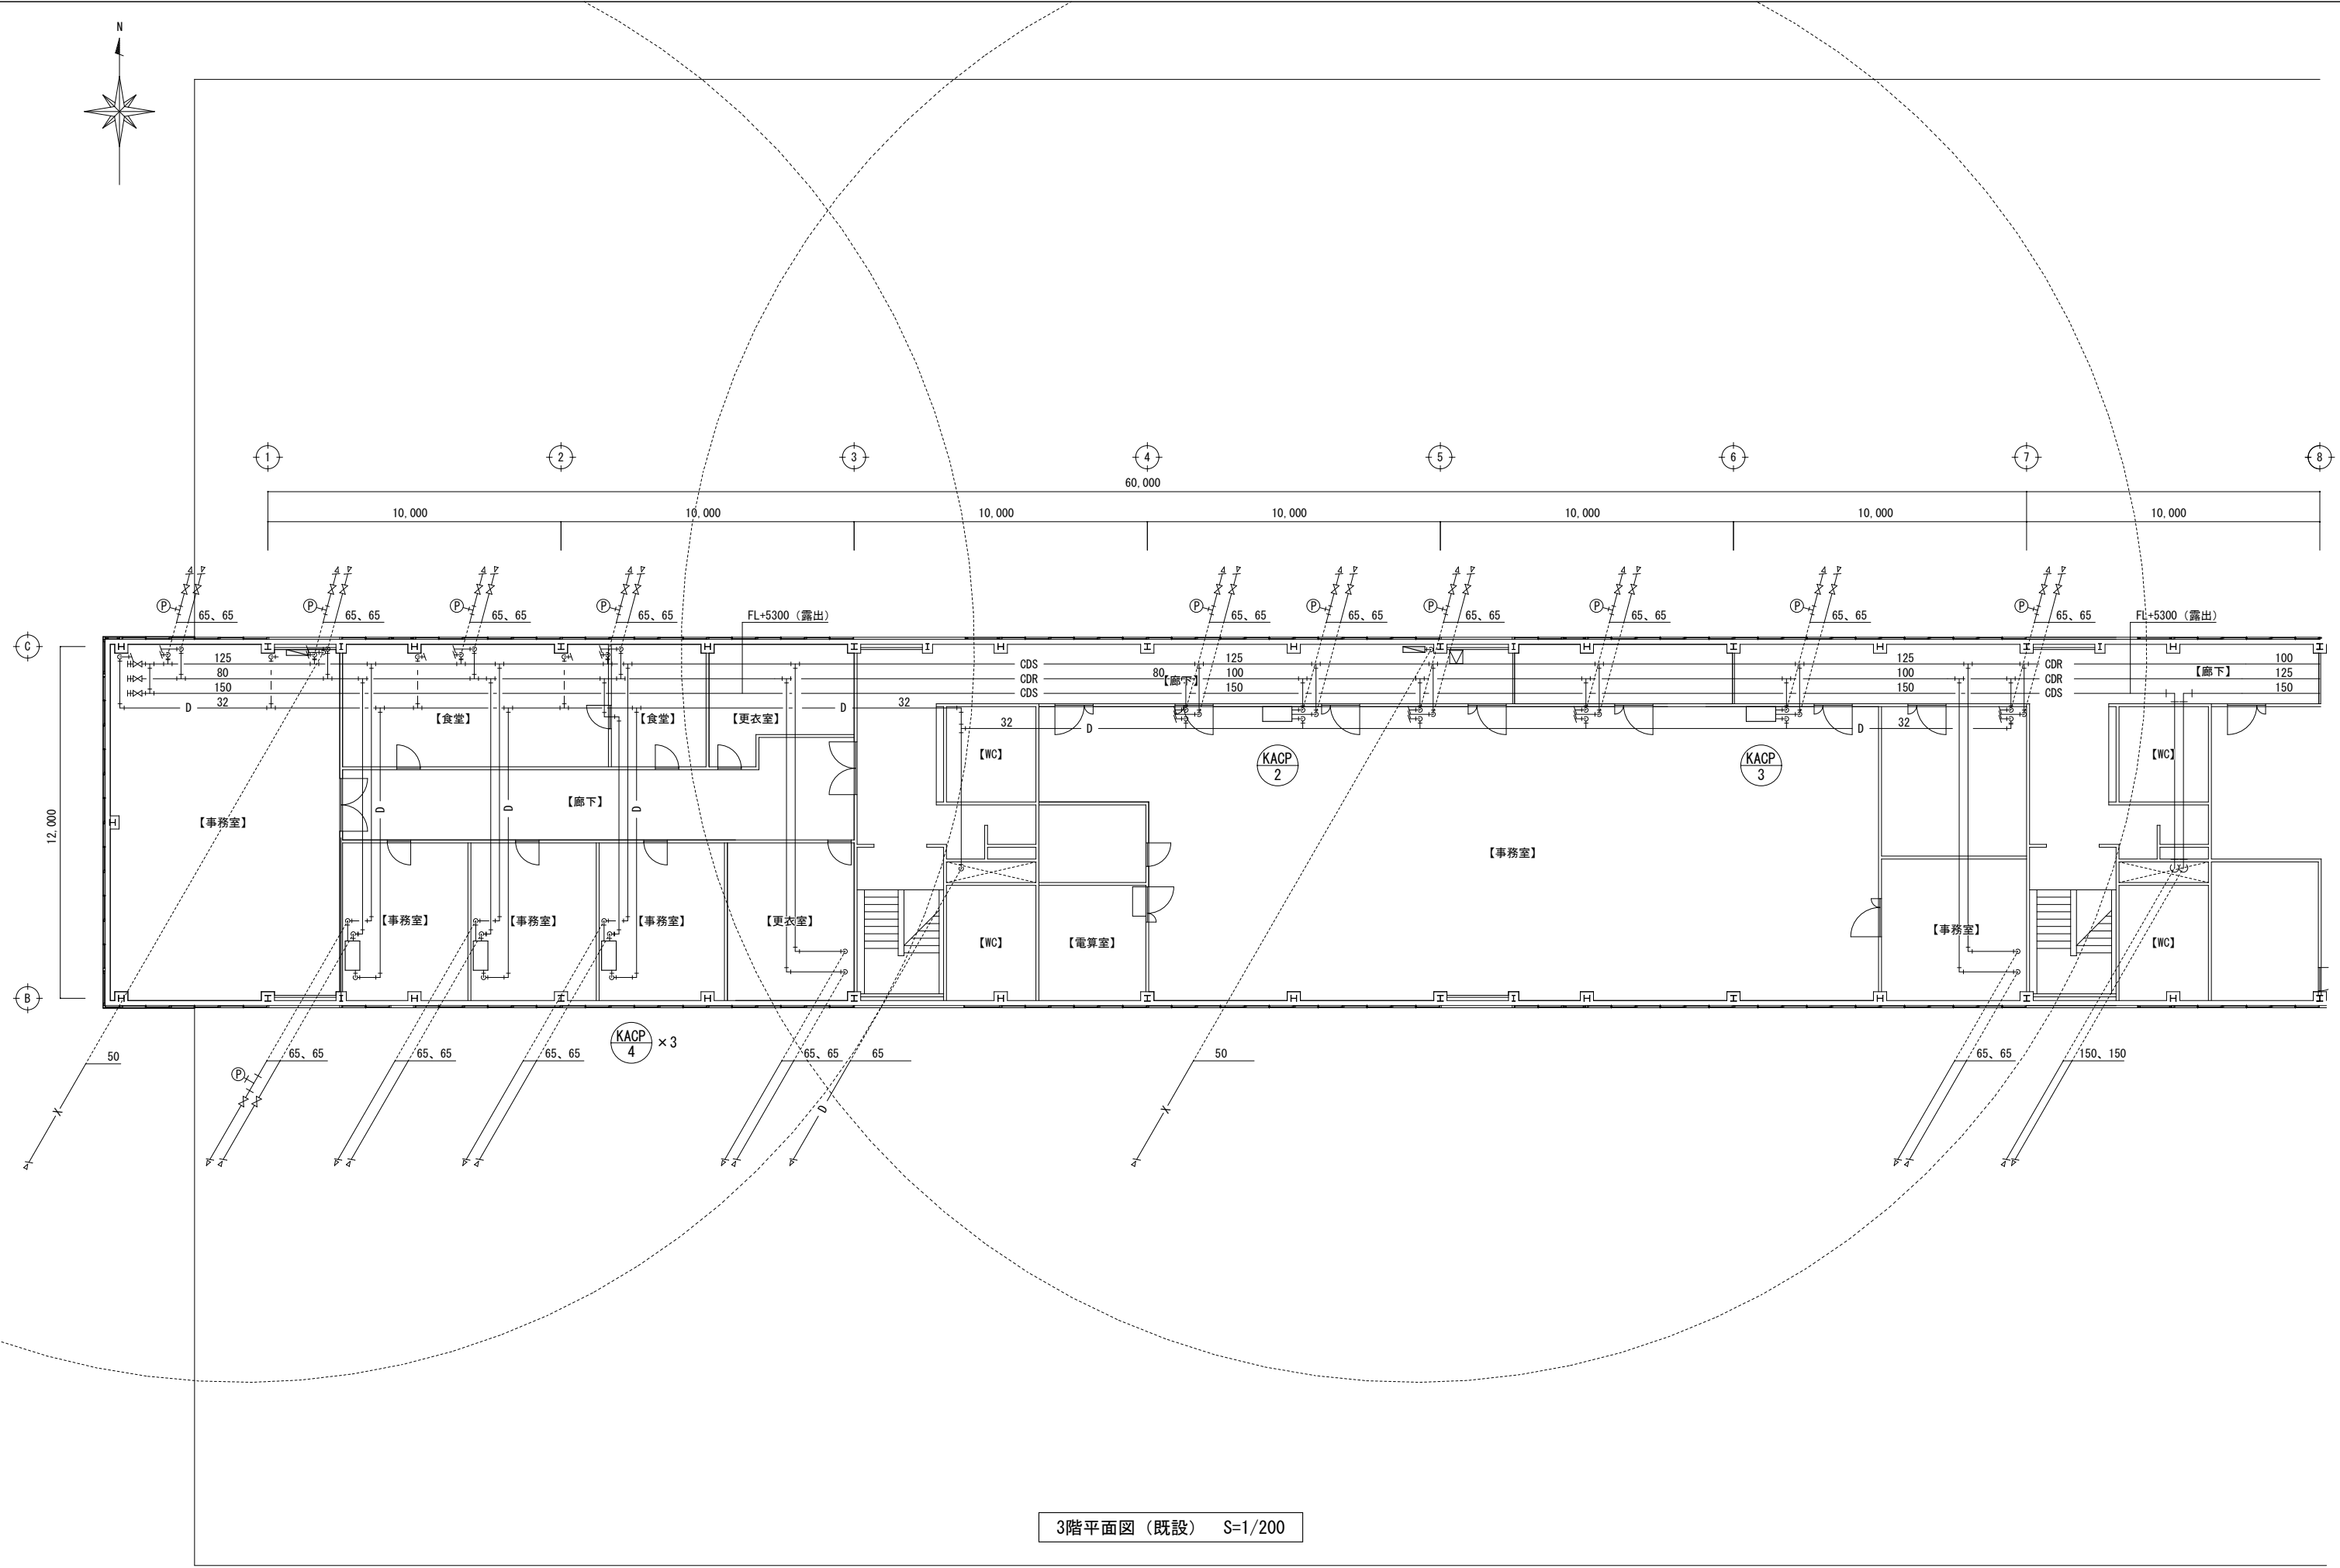 N
1 2 3 4 5 6 7 8
60,000
10,000 10,000 10,000 10,000 10,000 10,000 10,000
P P P P P P P P P P
65、65 65、65 65、65 65、65 FL+5300（露出） 65、65 65、65 65、65 65、65 65、65 65、65 FL+5300（露出）
C
125 CDS 125 125 CDR 100
80 CDR 80 【廊下】 100 100 CDR 【廊下】 125
150 CDS 150 150 CDS 150
D 32 D 32
【食堂】 【食堂】 【更衣室】 32 D D 32
【WC】 KACP 2 KACP 3 【WC】
12,000
【事務室】 D D D 【廊下】
【事務室】
【事務室】 【事務室】 【事務室】 【更衣室】 【事務室】
【WC】 【電算室】 【WC】
B
KACP 4 ×3
50 65、65 65、65 65、65 65、65 65 50 65、65 150、150
P
X D X
3階平面図（既設） S=1/200